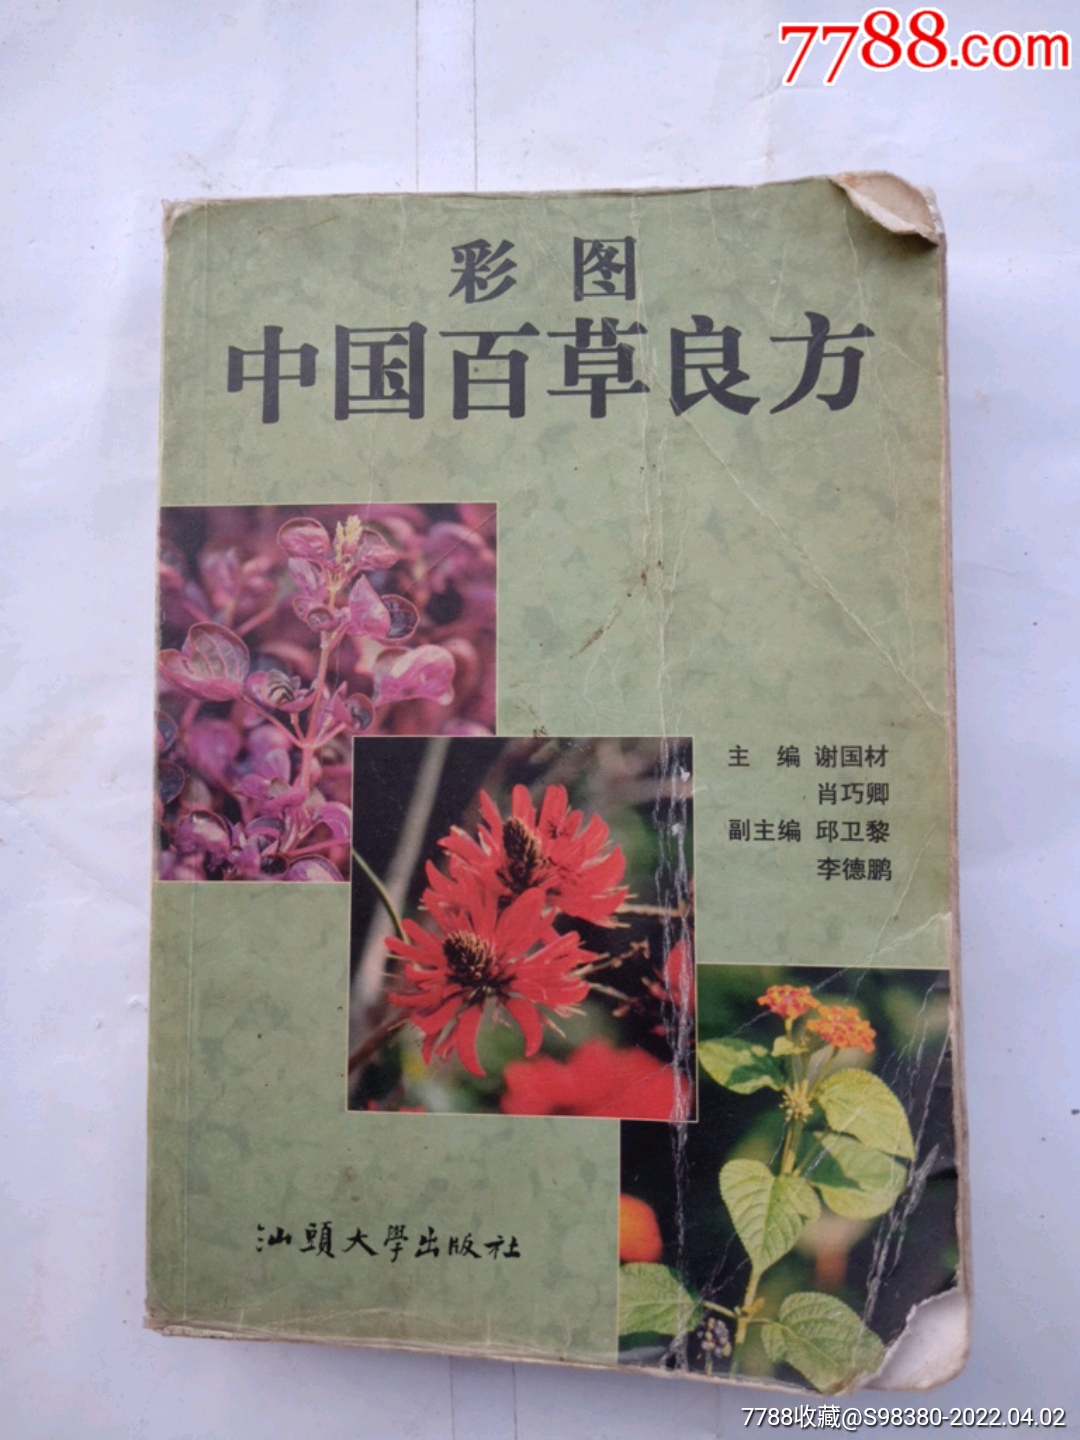 7788.com
彩图
中国百草良方
主编 谢国材
肖巧卿
副主编 邱卫黎
李德鹏
汕頭大學出版社
7788收藏@S98380-2022.04.02